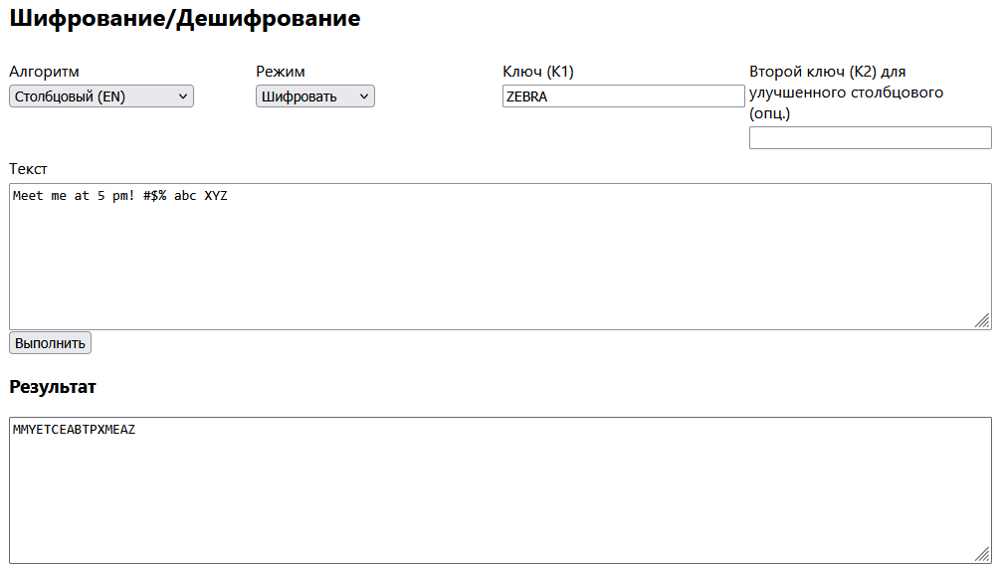 Шифрование/Дешифрование
Алгоритм
Столбцовый (EN)
Режим
Шифровать
Ключ (K1)
ZEBRA
Второй ключ (K2) для
улучшенного столбцового
(опц.)
Текст
Meet me at 5 pm! #$% abc XYZ
Выполнить
Результат
MMYETCEABTPXMEAZ